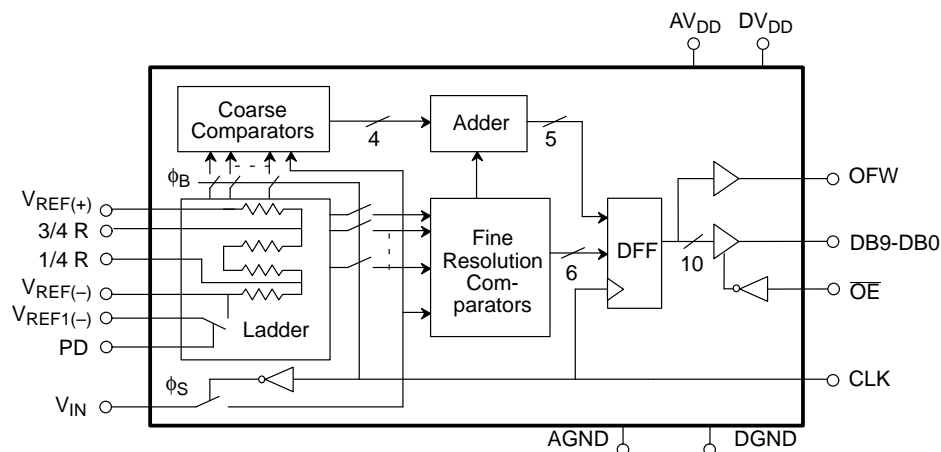 AVDD DVDD
Coarse
Comparators
4
Adder
5
ϕB
OFW
VREF(+)
3/4 R
1/4 R
VREF(–)
VREF1(–)
PD
Ladder
Fine
Resolution
Com-
parators
6
DFF
10
DB9-DB0
OE
ϕS
CLK
VIN
AGND DGND